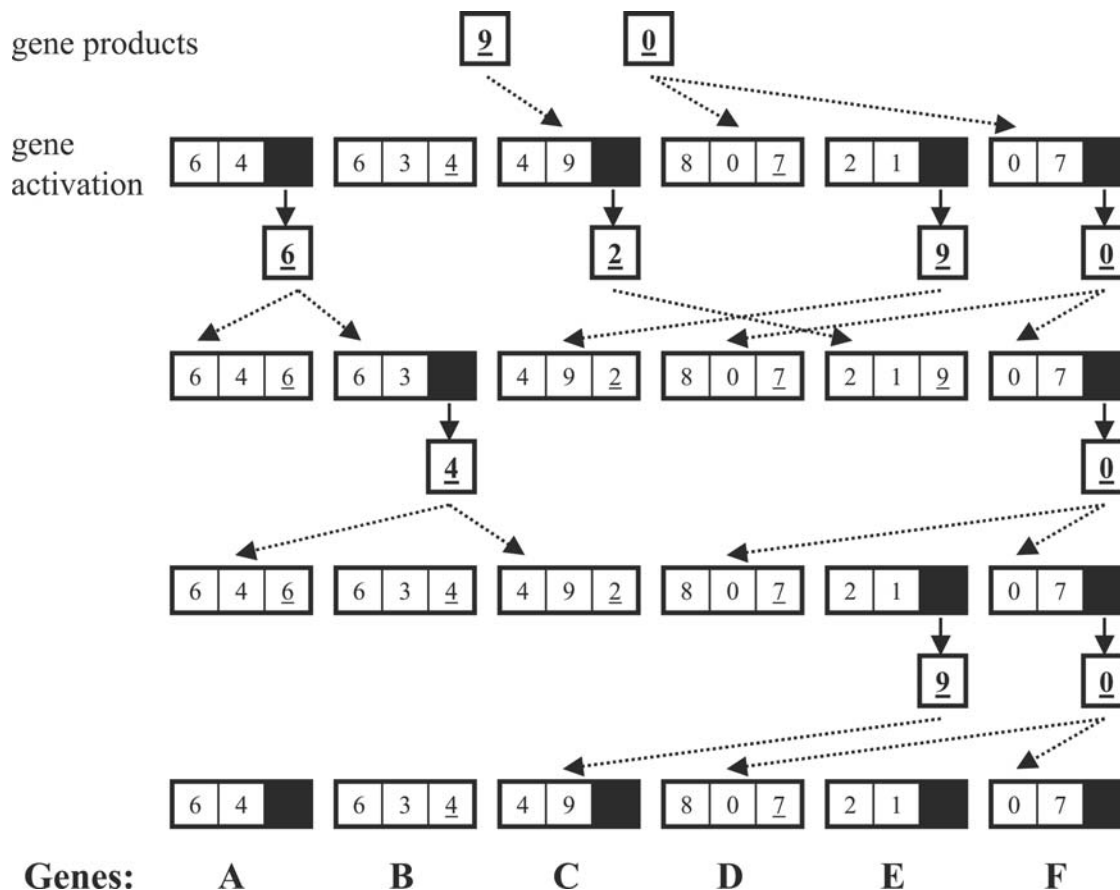 gene products 9 0
gene
activation
6 4 6 3 4 4 9 8 0 7 2 1 0 7
6 2 9 0
6 4 6 6 3 4 9 2 8 0 7 2 1 9 0 7
4 0
6 4 6 6 3 4 4 9 2 8 0 7 2 1 0 7
9 0
6 4 6 3 4 4 9 8 0 7 2 1 0 7
Genes: A B C D E F